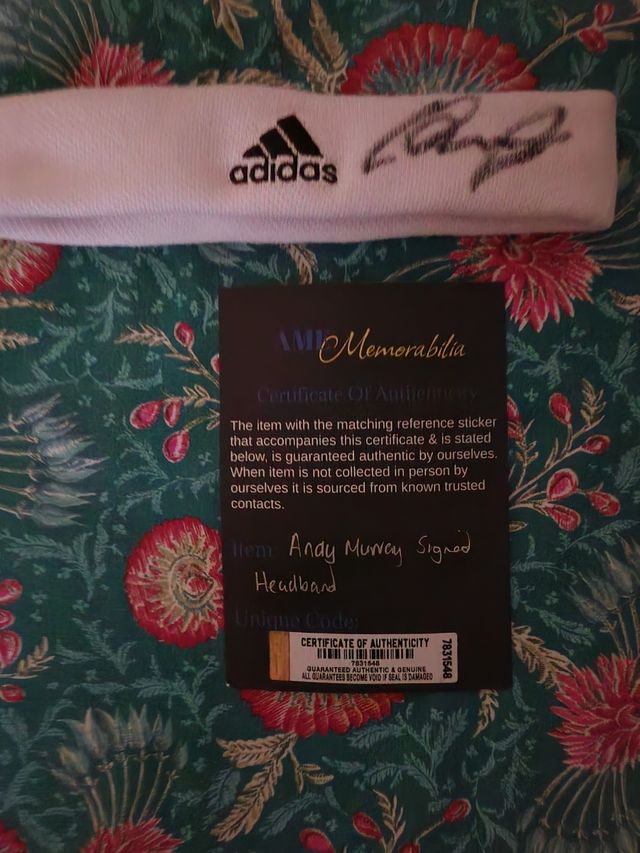 adidas
AMF Memorabilia
Certificate Of Authenticity
The item with the matching reference sticker
that accompanies this certificate & is stated
below, is guaranteed authentic by ourselves.
When item is not collected in person by
ourselves it is sourced from known trusted
contacts.
Item: Andy Murray Signed
Headband
Unique Code:
CERTIFICATE OF AUTHENTICITY
7831548
GUARANTEED AUTHENTIC & GENUINE
ALL GUARANTEES BECOME VOID IF SEAL IS DAMAGED
7831548